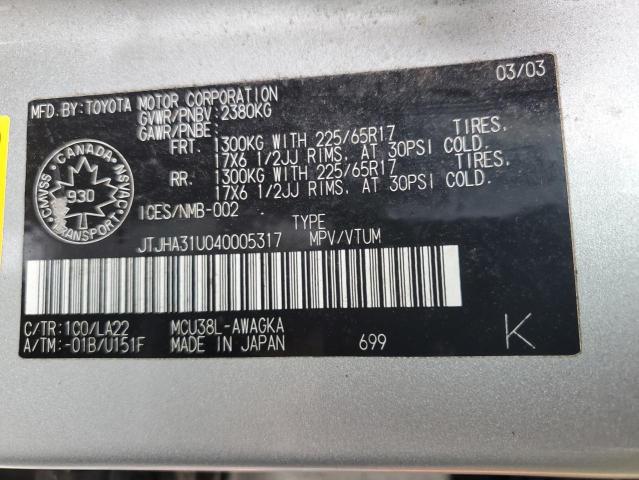 03/03
MFD.BY:TOYOTA MOTOR CORPORATION
GVWR/PNBV:2380KG
GAWR/PNBE:
FRT. 1300KG WITH 225/65R17 TIRES.
17X6 1/2JJ RIMS. AT 30PSI COLD.
RR. 1300KG WITH 225/65R17 TIRES.
17X6 1/2JJ RIMS. AT 30PSI COLD.
CANADA
CMVSS NSVAC
930
TRANSPORT
ICES/NMB-002
TYPE
JTJHA31U040005317 MPV/VTUM
C/TR:1C0/LA22 MCU38L-AWAGKA
A/TM:-01B/U151F MADE IN JAPAN 699 K